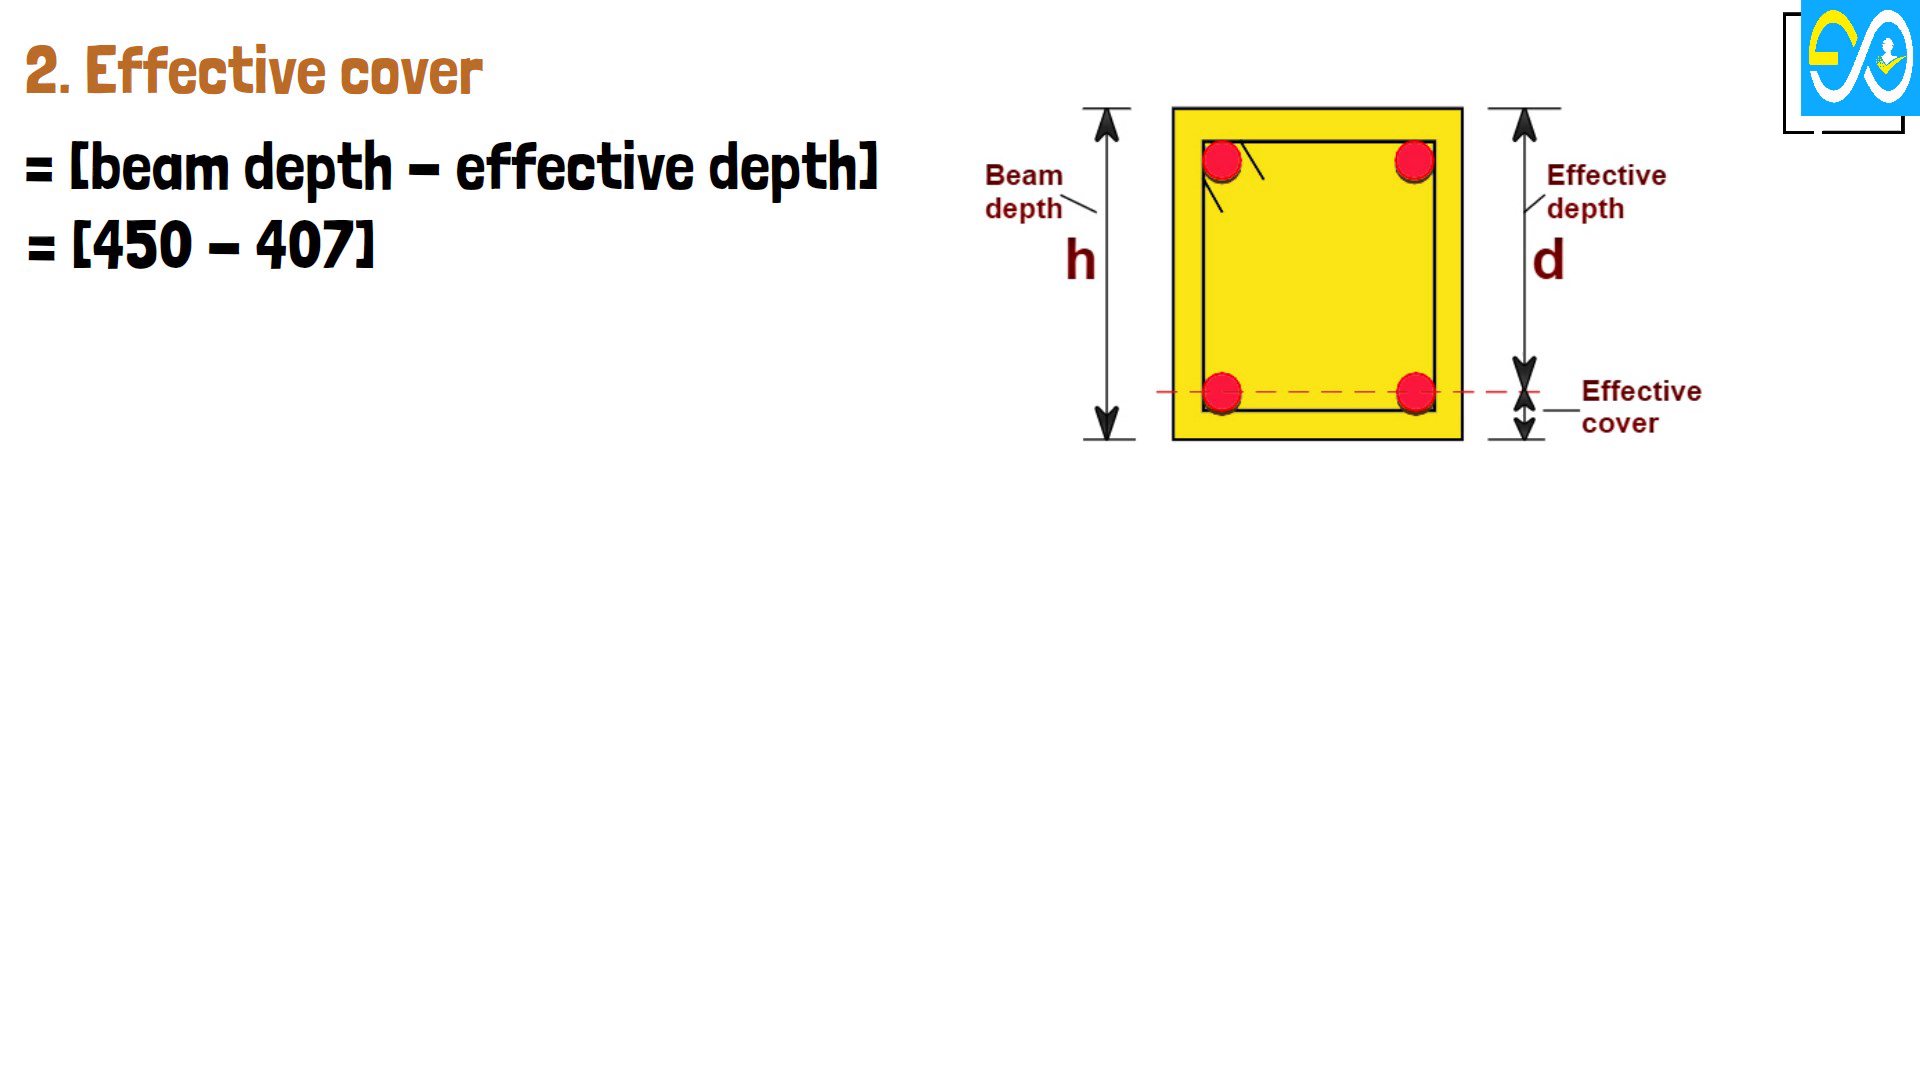 2. Effective cover
= [beam depth – effective depth]
= [450 – 407]
Beam
depth
h
Effective
depth
d
Effective
cover